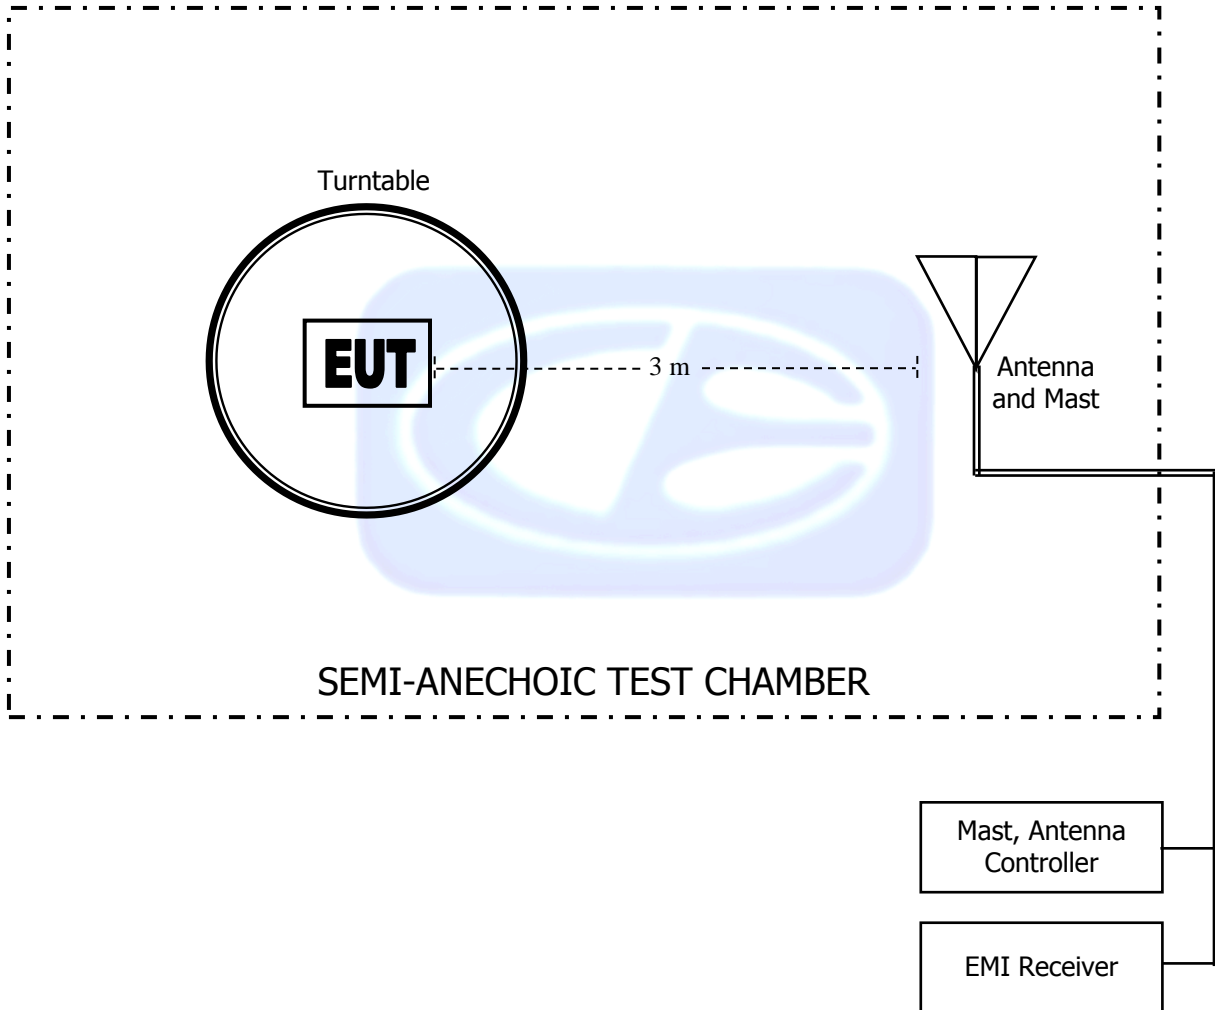 Turntable
EUT
3 m
Antenna
and Mast
SEMI-ANECHOIC TEST CHAMBER
Mast, Antenna
Controller
EMI Receiver